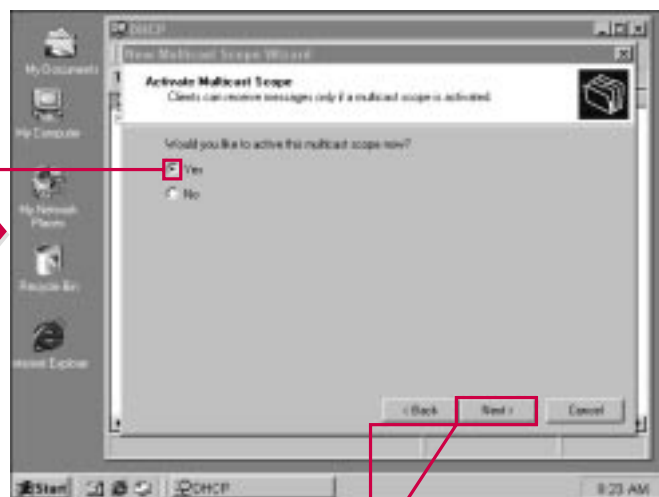 DHCP
New Multicast Scope Wizard
My Documents
Activate Multicast Scope
Clients can receive messages only if a multicast scope is activated.
My Computer
Would you like to active this multicast scope now?
Yes
No
My Network
Places
Recycle Bin
Internet Explorer
< Back Next > Cancel
Start DHCP 8:23 AM